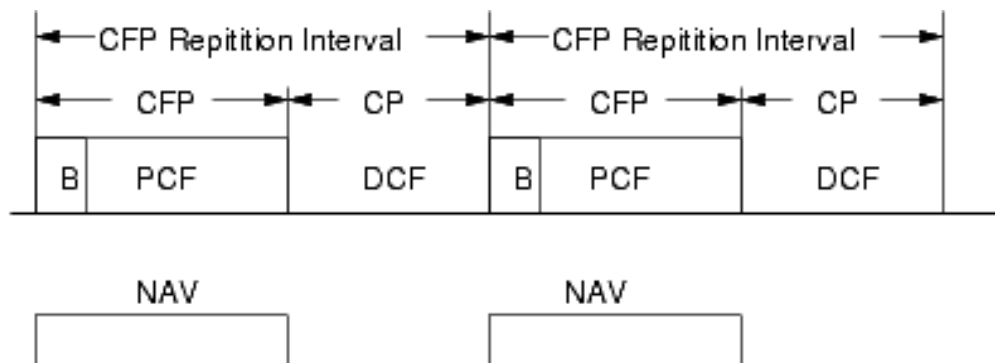 CFP Repitition Interval CFP Repitition Interval
CFP CP CFP CP
B PCF DCF B PCF DCF
NAV NAV